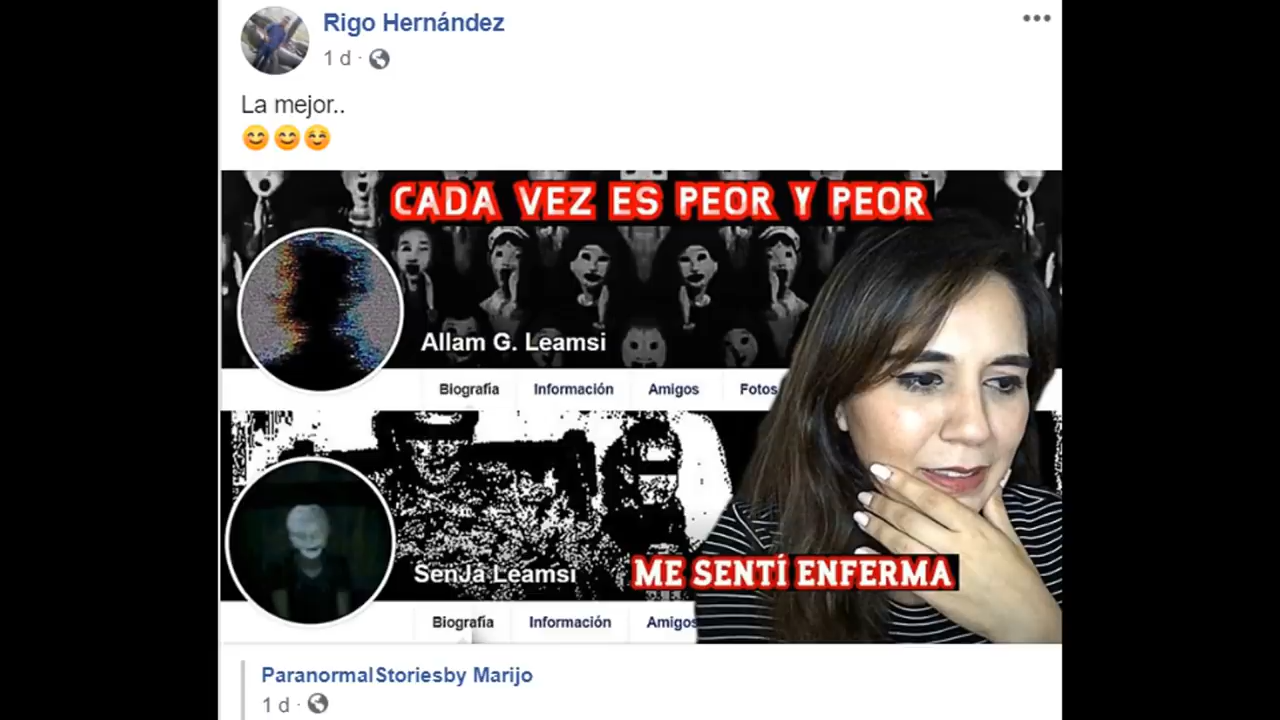 Rigo Hernández
1 d ·
La mejor..
CADA VEZ ES PEOR Y PEOR
Allam G. Leamsi
Biografía Información Amigos Fotos
SenJa Leamsi
ME SENTÍ ENFERMA
Biografía Información Amigos
ParanormalStoriesby Marijo
1 d ·